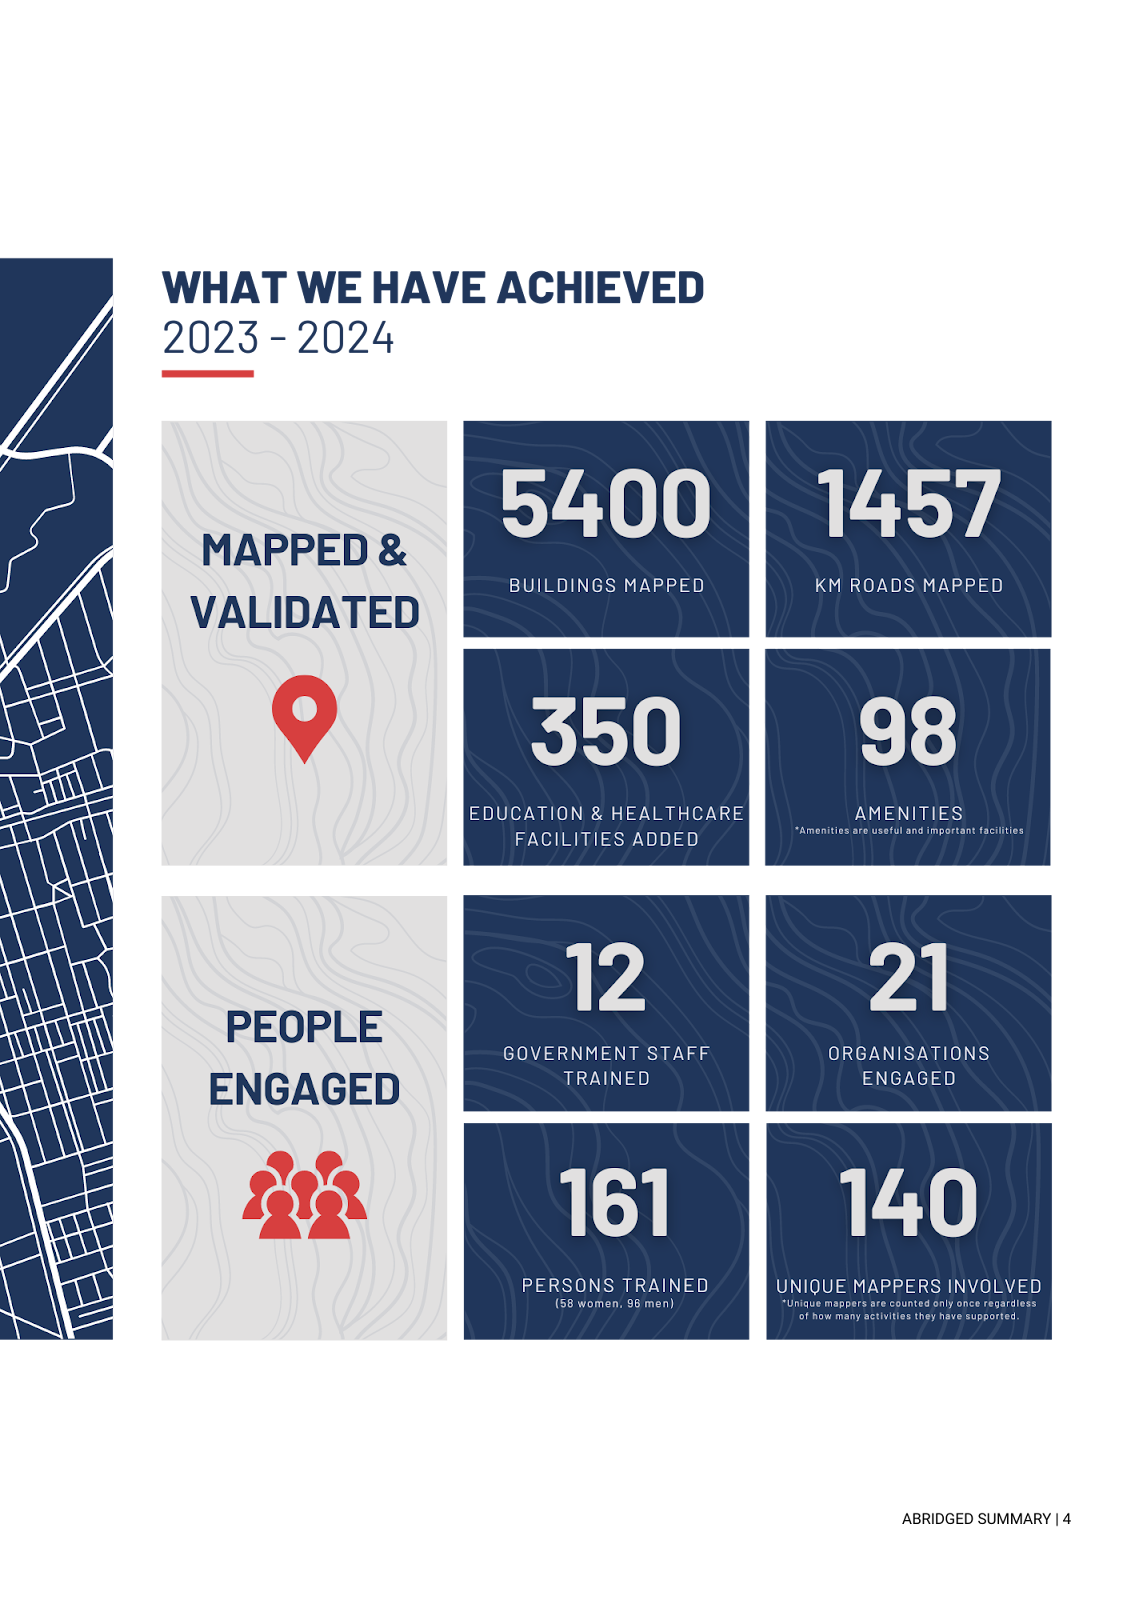 WHAT WE HAVE ACHIEVED
2023 - 2024
MAPPED &
VALIDATED
5400
BUILDINGS MAPPED
1457
KM ROADS MAPPED
350
EDUCATION & HEALTHCARE
FACILITIES ADDED
98
AMENITIES
*Amenities are useful and important facilities
PEOPLE
ENGAGED
12
GOVERNMENT STAFF
TRAINED
21
ORGANISATIONS
ENGAGED
161
PERSONS TRAINED
(58 women, 96 men)
140
UNIQUE MAPPERS INVOLVED
*Unique mappers are counted only once regardless
of how many activities they have supported.
ABRIDGED SUMMARY | 4